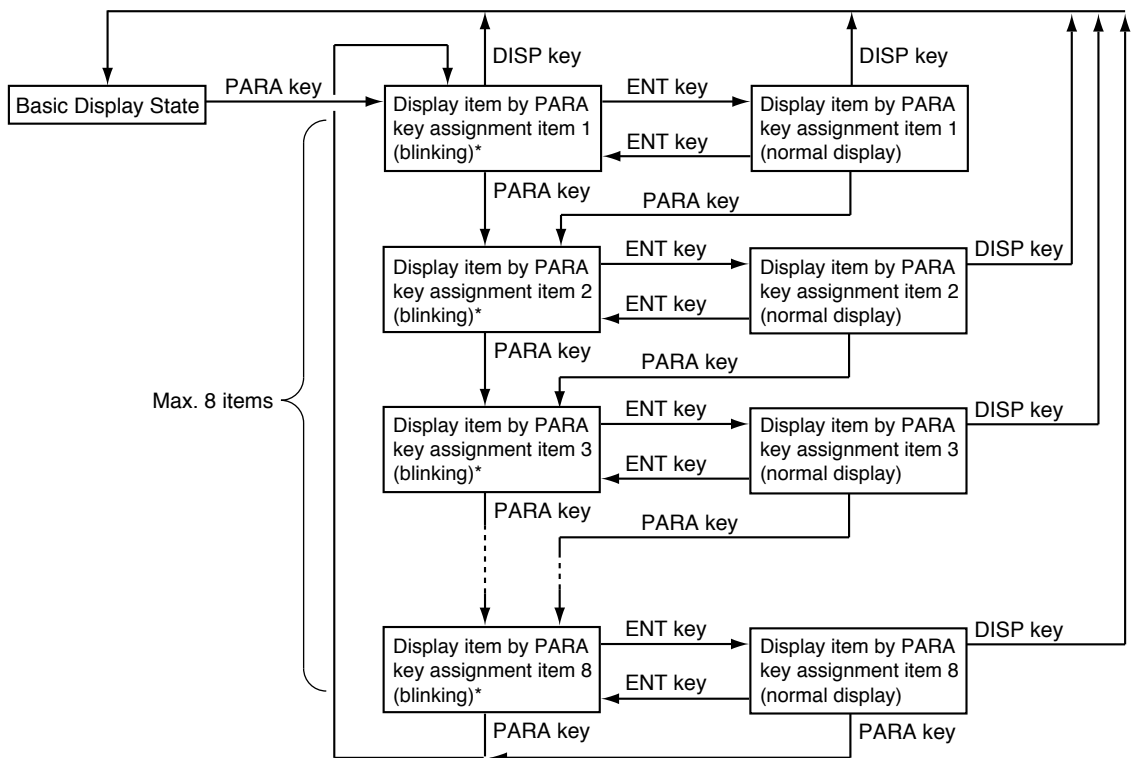 DISP key
DISP key
Basic Display State
PARA key
Display item by PARA
key assignment item 1
(blinking)*
ENT key
ENT key
Display item by PARA
key assignment item 1
(normal display)
PARA key
PARA key
Display item by PARA
key assignment item 2
(blinking)*
ENT key
ENT key
Display item by PARA
key assignment item 2
(normal display)
DISP key
PARA key
PARA key
Max. 8 items
Display item by PARA
key assignment item 3
(blinking)*
ENT key
ENT key
Display item by PARA
key assignment item 3
(normal display)
DISP key
PARA key
PARA key
Display item by PARA
key assignment item 8
(blinking)*
ENT key
ENT key
Display item by PARA
key assignment item 8
(normal display)
DISP key
PARA key
PARA key